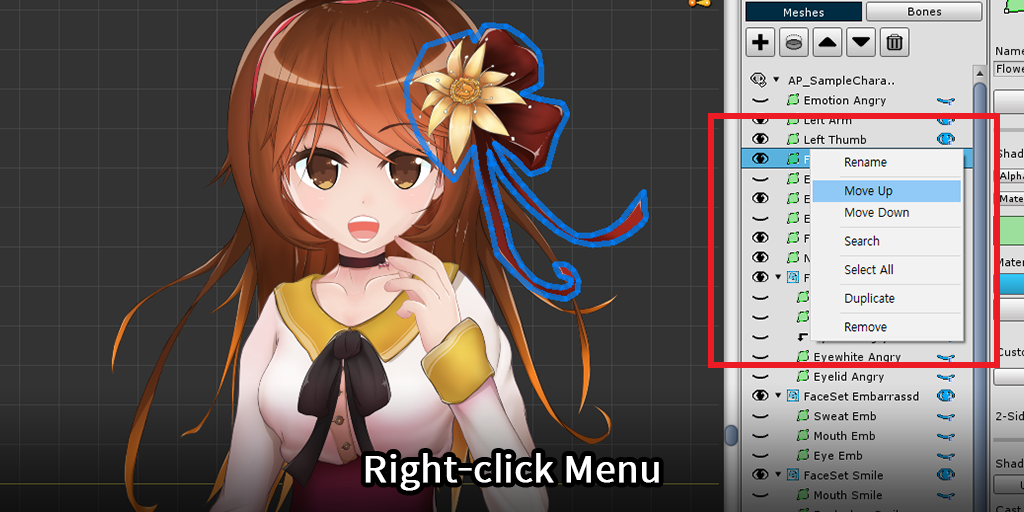 Meshes
Bones
AP_SampleChara..
Emotion Angry
Name
Left Arm
Flowe
Left Thumb
F
Rename
Shad
E
Alpha
Move Up
E
Mate
Move Down
E
F
Search
N
Mater
F
Select All
Duplicate
Remove
Eyewhite Angry
Custo
Eyelid Angry
FaceSet Embarrassd
Sweat Emb
2-Sid
Mouth Emb
Eye Emb
Shad
FaceSet Smile
Mouth Smile
Cast
Right-click Menu